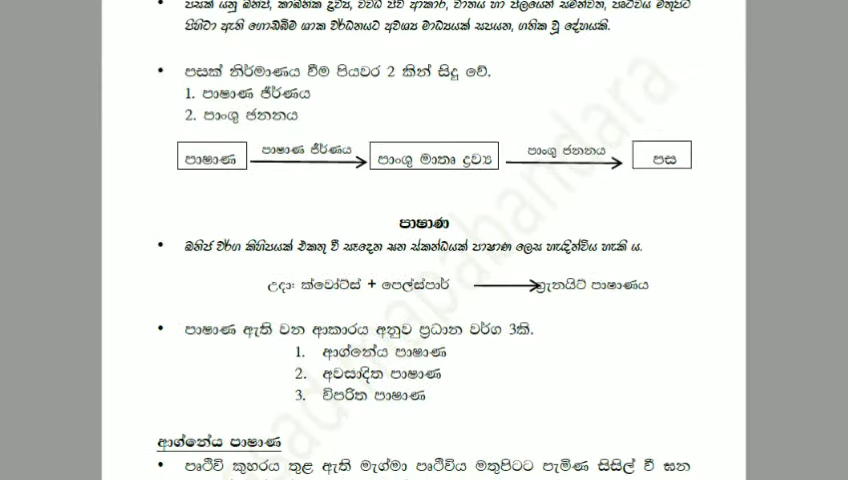 • පසක් යනු ඛනිජ, කාබනික ද්‍රව්‍ය, විවිධ ජීව ආකාර, වාතය හා ජලයෙන් සමන්විත, පෘථිවිය මතුපිට
පිහිටා ඇති ගොඩබිම ශාක වර්ධනයට අවශ්‍ය මාධ්‍යයක් සපයන, ගතික වූ දේහයකි.
• පසක් නිර්මාණය වීම පියවර 2 කින් සිදු වේ.
1. පාෂාණ ජීර්ණය
2. පාංශු ජනනය
පාෂාණ පාෂාණ ජීර්ණය පාංශු මාතෘ ද්‍රව්‍ය පාංශු ජනනය පස
පාෂාණ
• ඛනිජ වර්ග කිහිපයක් එකතු වී සෑදෙන ඝන ස්කන්ධයක් පාෂාණ ලෙස හැඳින්විය හැකි ය.
උදා: ක්වෝට්ස් + පෙල්ස්පාර් ග්‍රැනයිට් පාෂාණය
• පාෂාණ ඇති වන ආකාරය අනුව ප්‍රධාන වර්ග 3කි.
1. ආග්නේය පාෂාණ
2. අවසාදිත පාෂාණ
3. විපරිත පාෂාණ
ආග්නේය පාෂාණ
• පෘථිවි කුහරය තුළ ඇති මැග්මා පෘථිවිය මතුපිටට පැමිණ සිසිල් වී ඝන